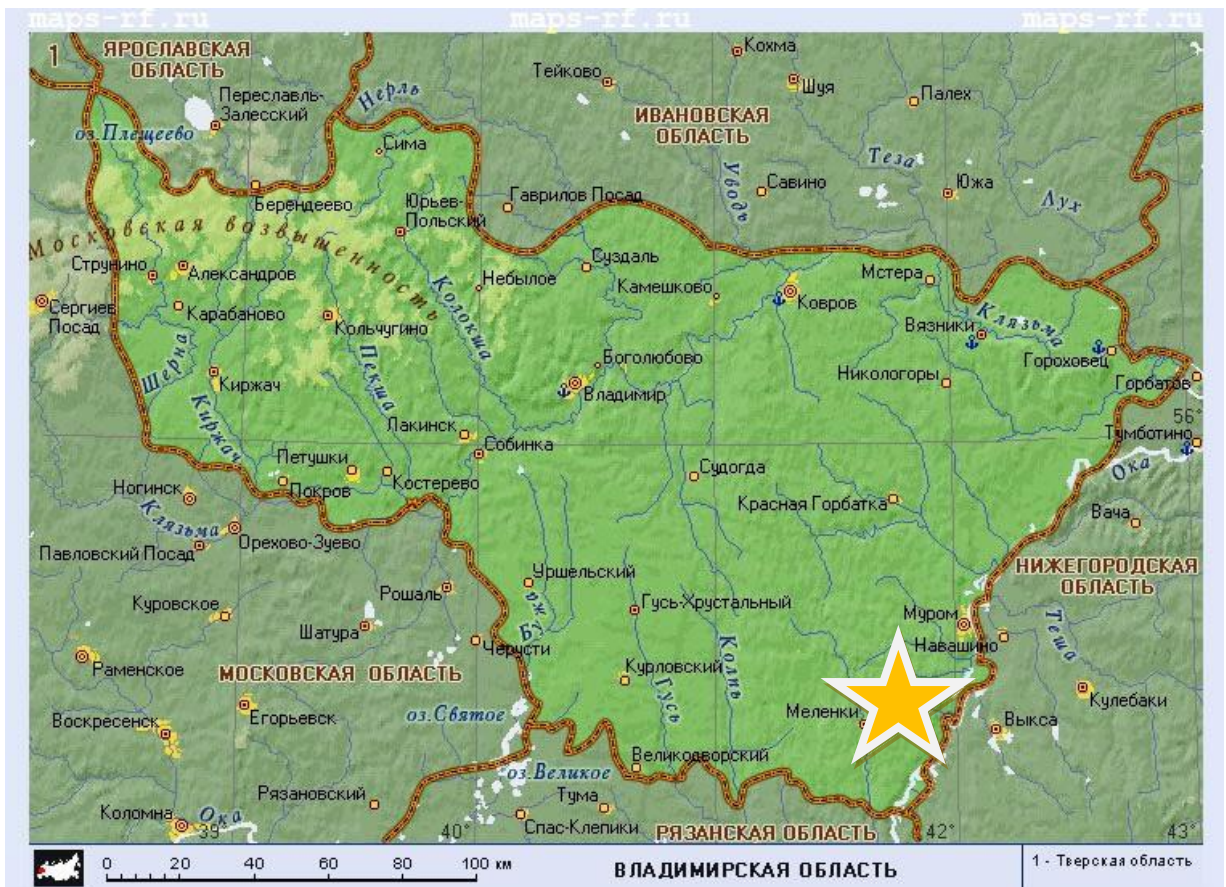 maps-rf.ru maps-rf.ru maps-rf.ru
1
ЯРОСЛАВСКАЯ
ОБЛАСТЬ
Переславль-
Залесский
оз.Плещеево
Нерль
Тейково
Кохма
Шуя
Палех
ИВАНОВСКАЯ
ОБЛАСТЬ
Сима
Теза
Уводь
Савино
Южа
Лух
Берендеево
Юрьев-
Польский
Гаврилов Посад
Московская возвышенность
Струнино
Александров
Суздаль
Небылое
Камешково
Мстера
Сергиев
Посад
Карабаново
Кольчугино
Колокша
Ковров
Вязники
Клязьма
Гороховец
Боголюбово
Шерна
Киржач
Пекша
Владимир
Никологоры
Горбатов
Киржач
56°
Лакинск
Собинка
Тумботино
Петушки
Покров
Костерево
Судогда
Ока
Ногинск
Клязьма
Орехово-Зуево
Красная Горбатка
Вача
Павловский Посад
НИЖЕГОРОДСКАЯ
ОБЛАСТЬ
Уршельский
Рошаль
Бужа
Гусь-Хрустальный
Куровское
Шатура
Муром
Навашино
Теша
Черусти
Раменское
МОСКОВСКАЯ ОБЛАСТЬ
Курловский
Гусь
Колпь
Кулебаки
Воскресенск
Егорьевск
оз.Святое
Меленки
Выкса
Великодворский
оз.Великое
Рязановский
Тума
Коломна
Ока
39
40°
Спас-Клепики
РЯЗАНСКАЯ ОБЛАСТЬ
42°
43°
0 20 40 60 80 100 км
ВЛАДИМИРСКАЯ ОБЛАСТЬ
1 - Тверская область